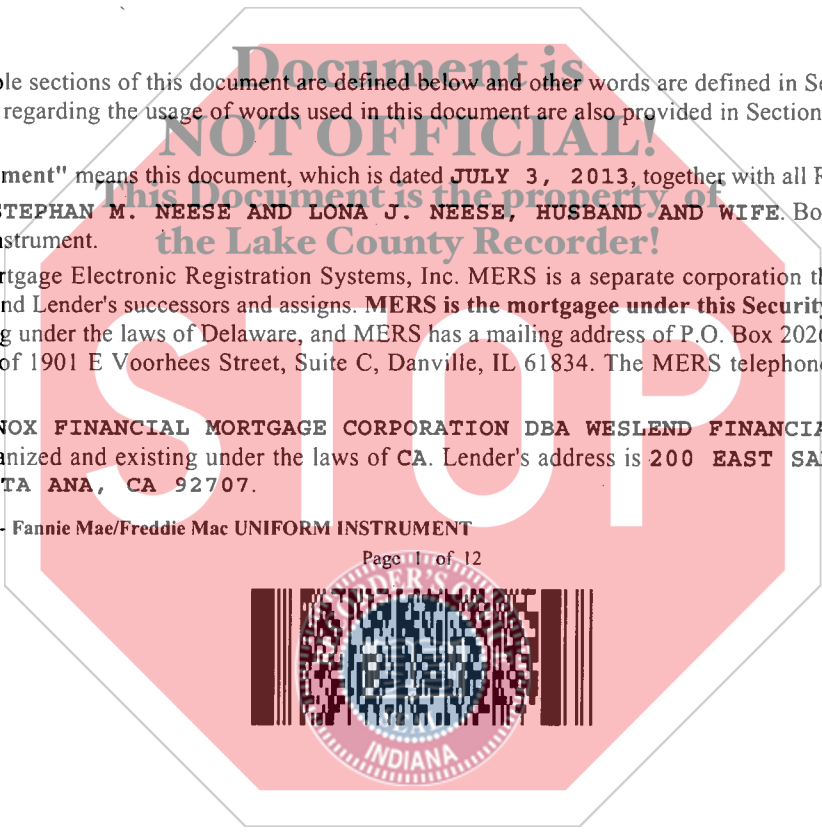 Document is
ole sections of this document are defined below and other words are defined in Se
regarding the usage of words used in this document are also provided in Section
NOT OFFICIAL!
ment" means this document, which is dated JULY 3, 2013, together with all R
This Document is the property of
STEPHAN M. NEESE AND LONA J. NEESE, HUSBAND AND WIFE. Bo
nstrument.
the Lake County Recorder!
rtgage Electronic Registration Systems, Inc. MERS is a separate corporation th
nd Lender's successors and assigns. MERS is the mortgagee under this Security
g under the laws of Delaware, and MERS has a mailing address of P.O. Box 2026
of 1901 E Voorhees Street, Suite C, Danville, IL 61834. The MERS telephone
STOP
NOX FINANCIAL MORTGAGE CORPORATION DBA WESLEND FINANCIA
anized and existing under the laws of CA. Lender's address is 200 EAST SA
TA ANA, CA 92707.
- Fannie Mae/Freddie Mac UNIFORM INSTRUMENT
Page 1 of 12
RECORDER'S OFFICE
SEAL
INDIANA